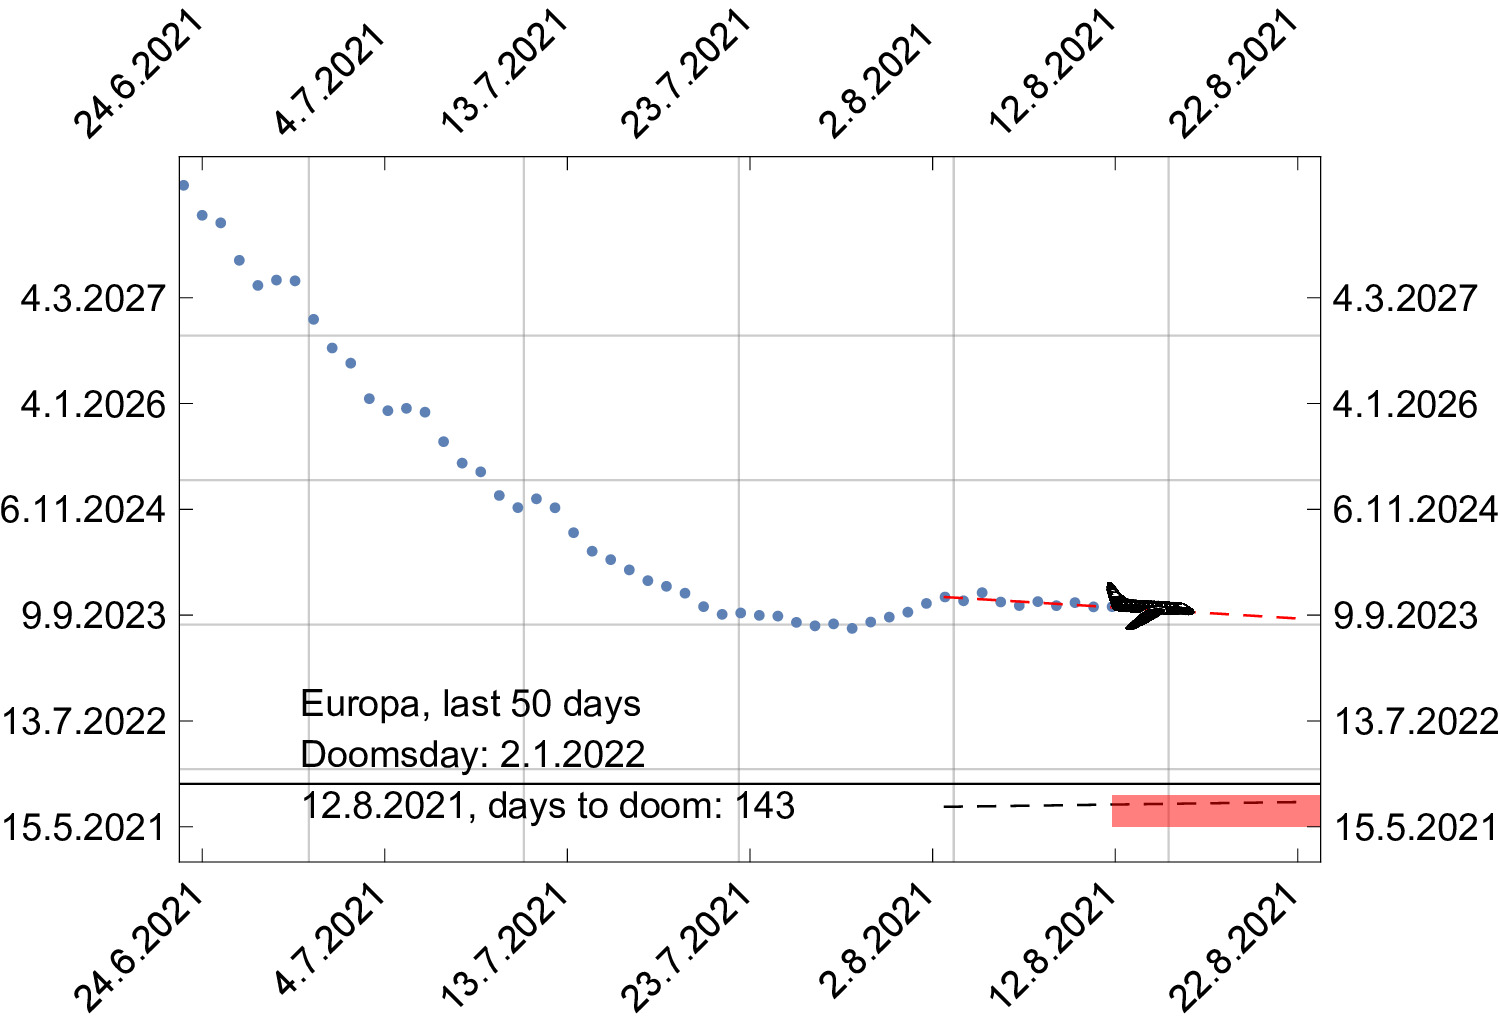 24.6.2021 4.7.2021 13.7.2021 23.7.2021 2.8.2021 12.8.2021 22.8.2021
4.3.2027 4.3.2027
4.1.2026 4.1.2026
6.11.2024 6.11.2024
9.9.2023 9.9.2023
Europa, last 50 days
13.7.2022 13.7.2022
Doomsday: 2.1.2022
12.8.2021, days to doom: 143
15.5.2021 15.5.2021
24.6.2021 4.7.2021 13.7.2021 23.7.2021 2.8.2021 12.8.2021 22.8.2021